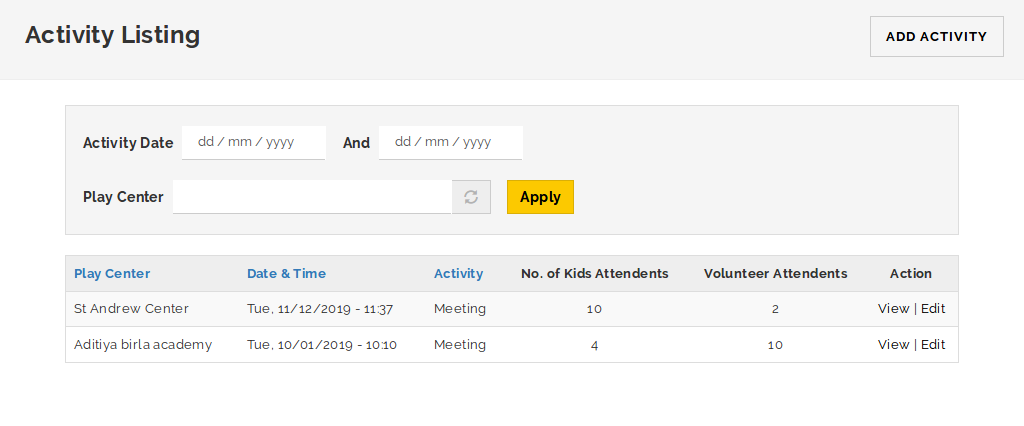 Activity Listing
ADD ACTIVITY
Activity Date dd / mm / yyyy And dd / mm / yyyy
Play Center Apply
Play Center Date & Time Activity No. of Kids Attendents Volunteer Attendents Action
St Andrew Center Tue, 11/12/2019 - 11:37 Meeting 10 2 View | Edit
Aditiya birla academy Tue, 10/01/2019 - 10:10 Meeting 4 10 View | Edit